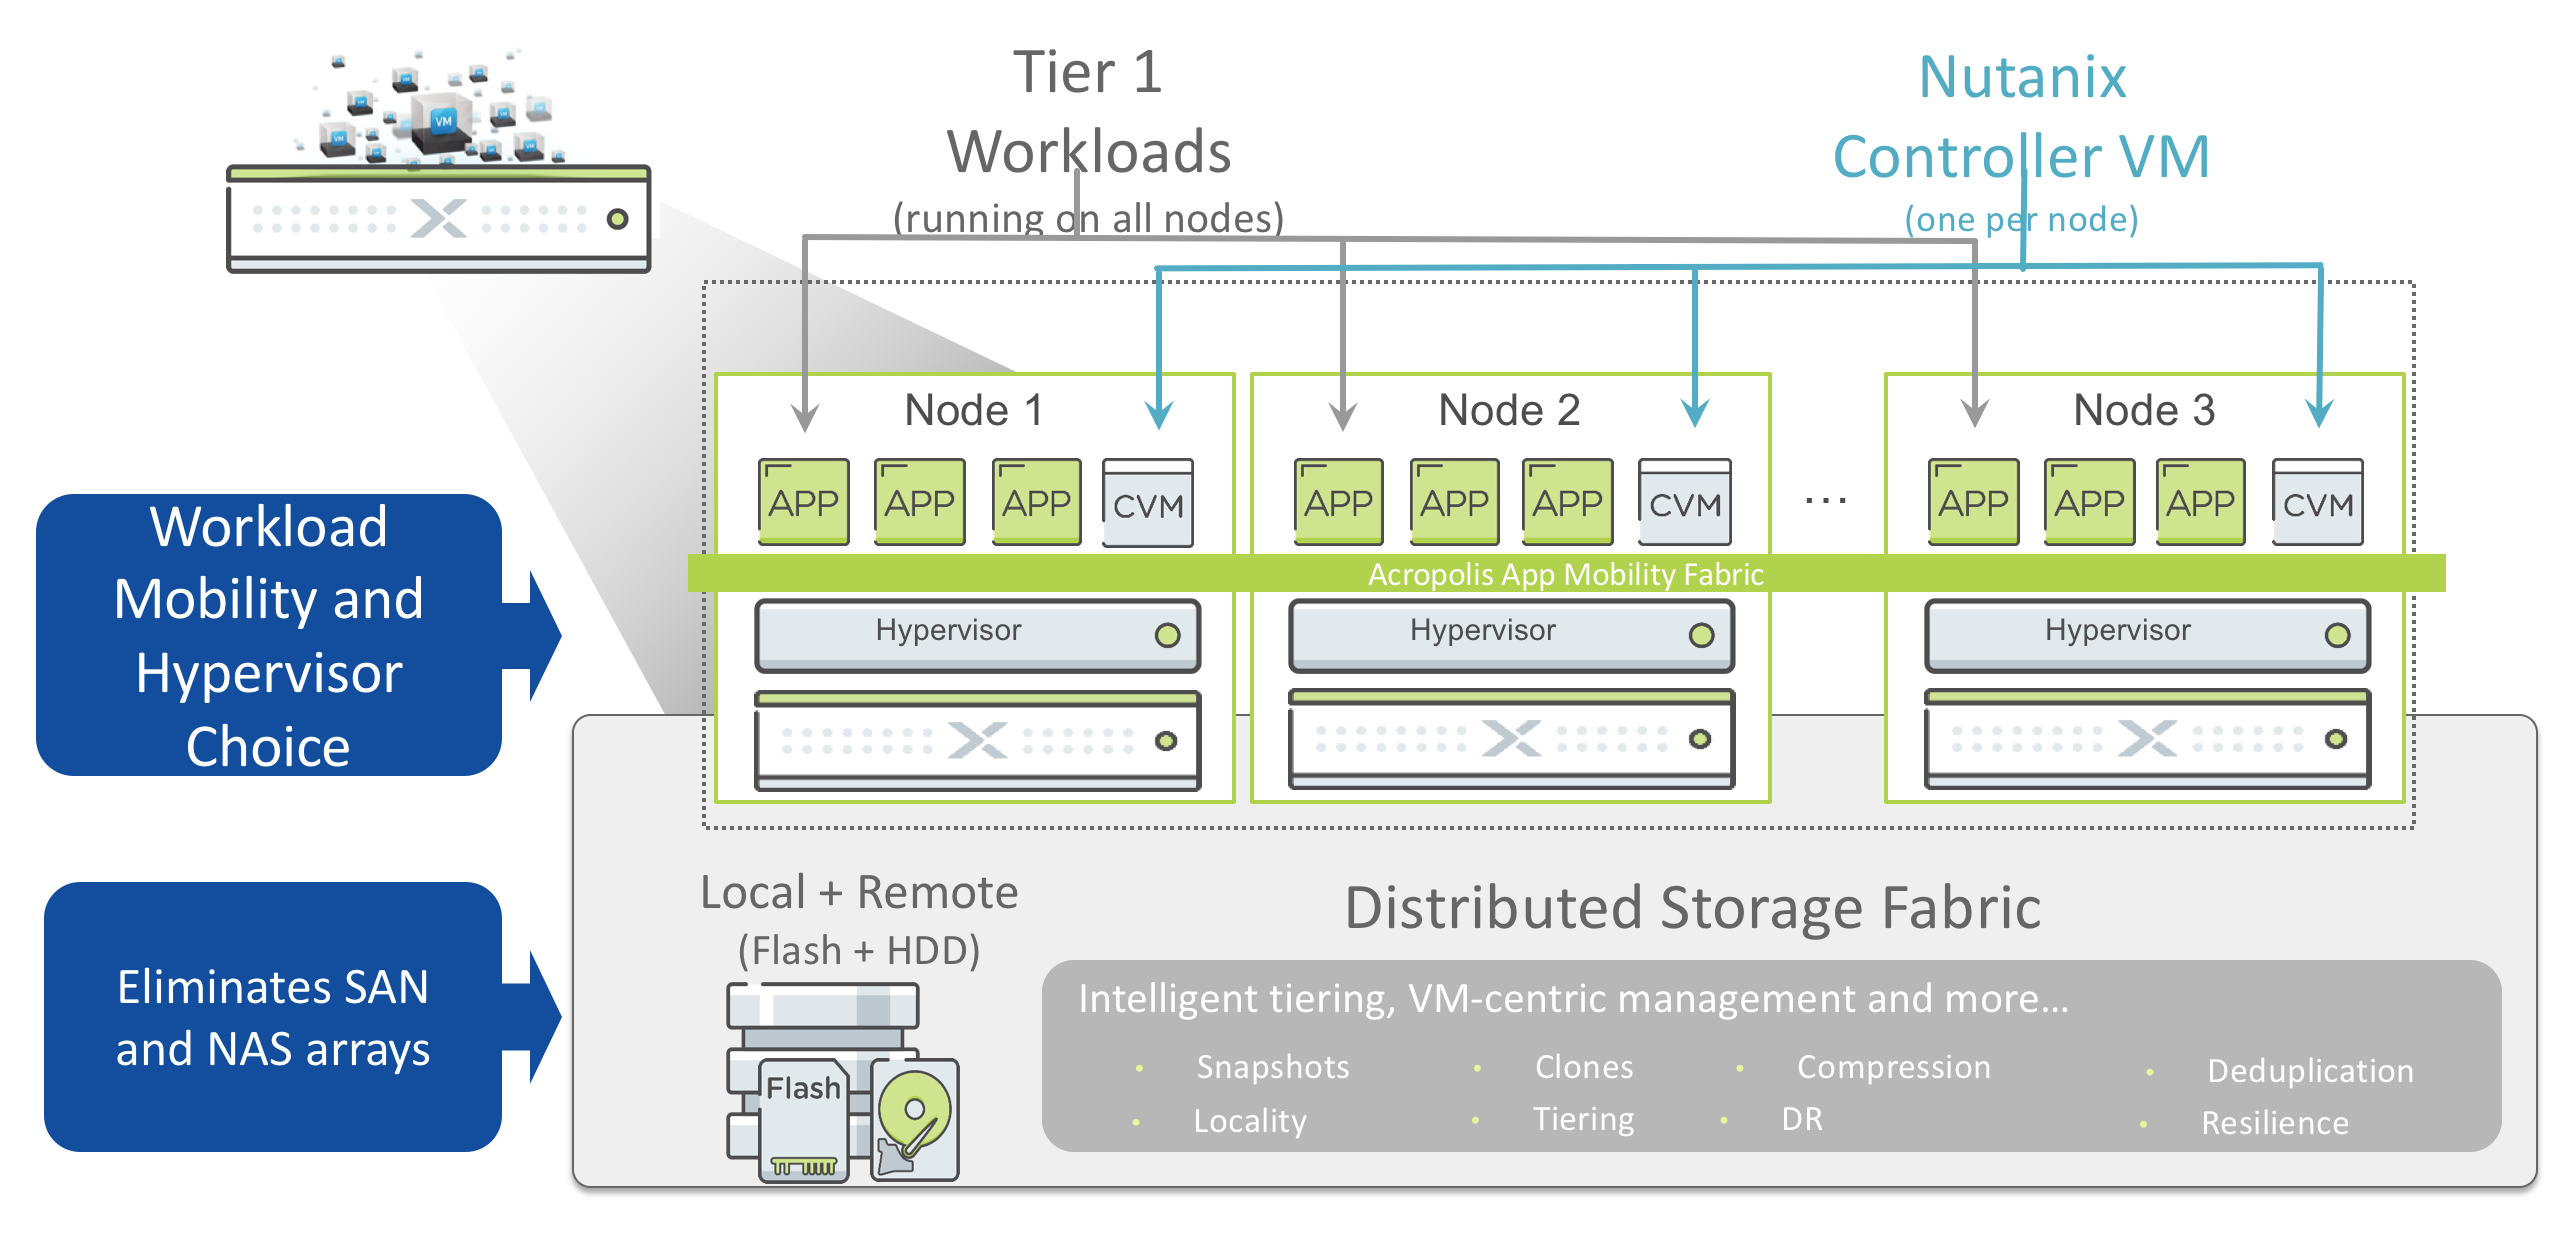 Tier 1
Workloads
(running on all nodes)
Nutanix
Controller VM
(one per node)
VM
Node 1
Node 2
Node 3
APP APP APP CVM
APP APP APP CVM
...
APP APP APP CVM
Acropolis App Mobility Fabric
Hypervisor
Hypervisor
Hypervisor
Workload
Mobility and
Hypervisor
Choice
Eliminates SAN
and NAS arrays
Local + Remote
(Flash + HDD)
Flash
Distributed Storage Fabric
Intelligent tiering, VM-centric management and more...
• Snapshots • Clones • Compression • Deduplication
• Locality • Tiering • DR • Resilience